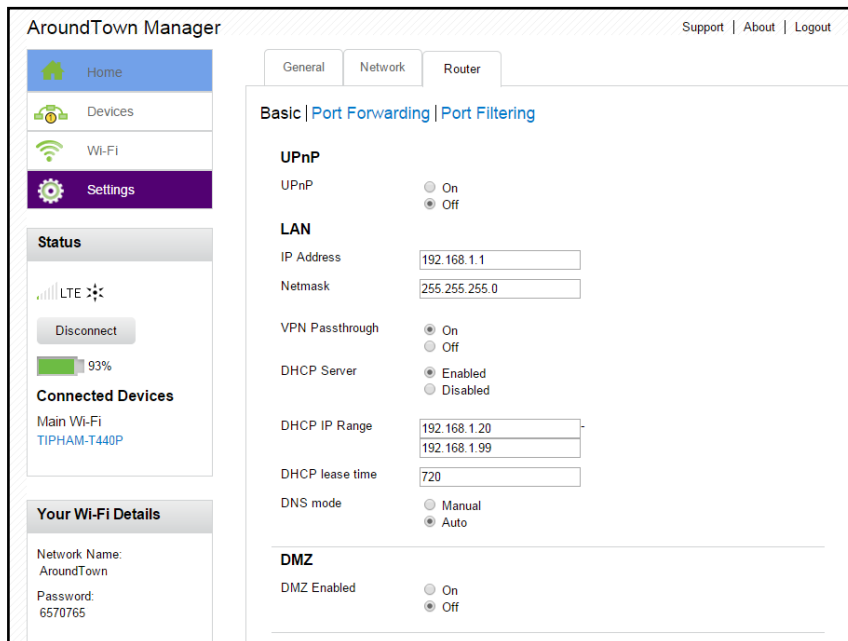 AroundTown Manager
Support | About | Logout
Home
Devices
Wi-Fi
Settings
Status
LTE
Disconnect
93%
Connected Devices
Main Wi-Fi
TIPHAM-T440P
Your Wi-Fi Details
Network Name:
AroundTown
Password:
6570765
General
Network
Router
Basic | Port Forwarding | Port Filtering
UPnP
UPnP
On
Off
LAN
IP Address
192.168.1.1
Netmask
255.255.255.0
VPN Passthrough
On
Off
DHCP Server
Enabled
Disabled
DHCP IP Range
192.168.1.20 -
192.168.1.99
DHCP lease time
720
DNS mode
Manual
Auto
DMZ
DMZ Enabled
On
Off